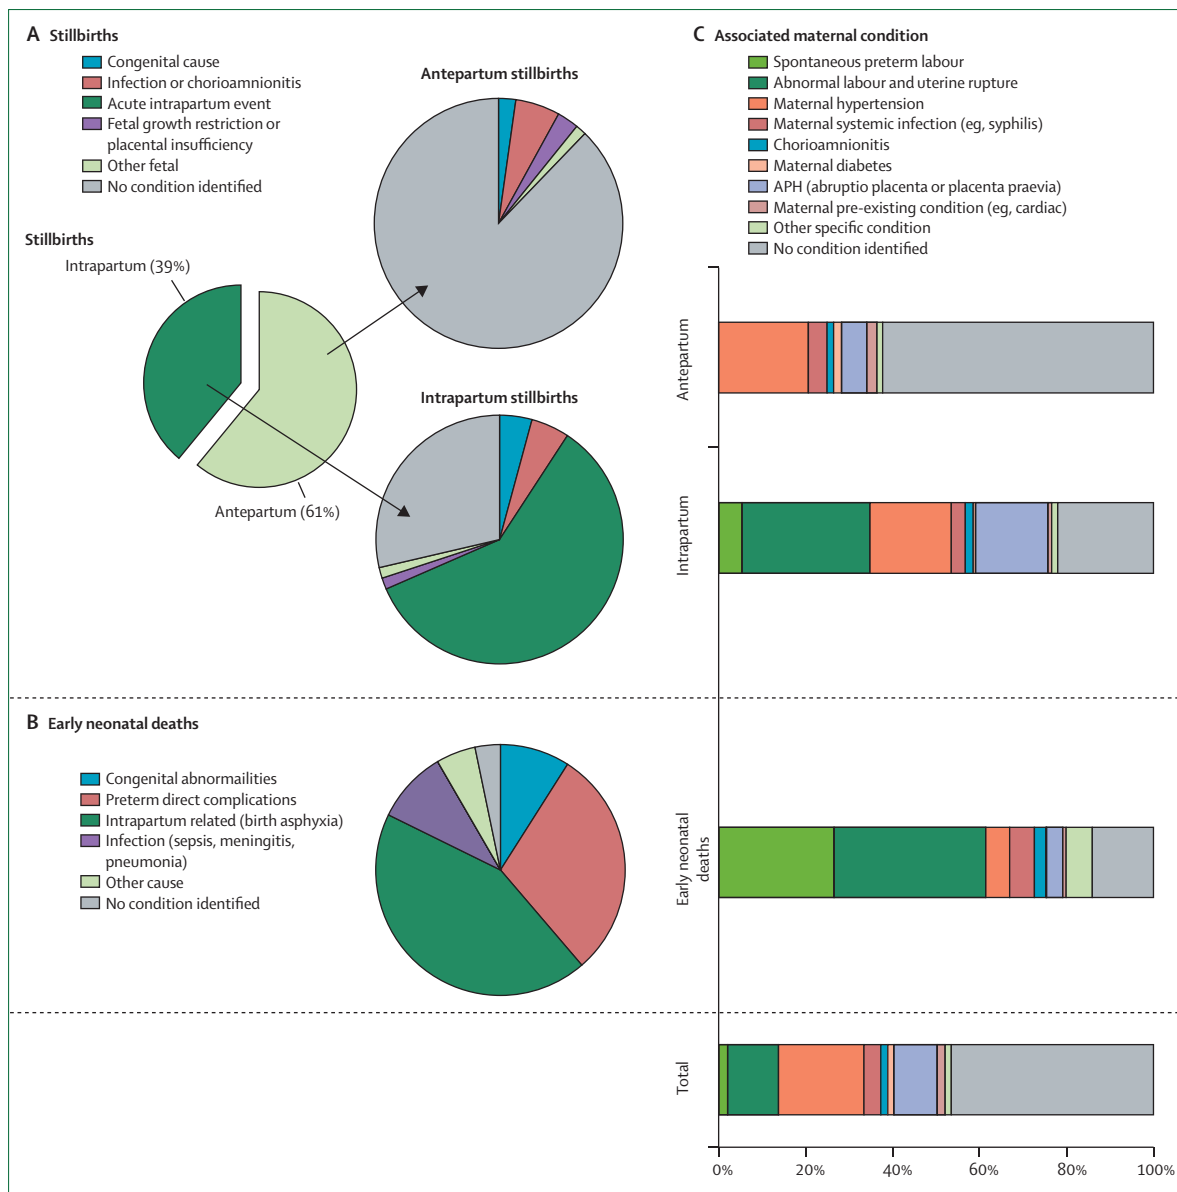 A Stillbirths
Congenital cause
Infection or chorioamnionitis
Acute intrapartum event
Fetal growth restriction or
placental insufficiency
Other fetal
No condition identified
Stillbirths
Intrapartum (39%)
Antepartum (61%)
Antepartum stillbirths
Intrapartum stillbirths
B Early neonatal deaths
Congenital abnormailities
Preterm direct complications
Intrapartum related (birth asphyxia)
Infection (sepsis, meningitis,
pneumonia)
Other cause
No condition identified
C Associated maternal condition
Spontaneous preterm labour
Abnormal labour and uterine rupture
Maternal hypertension
Maternal systemic infection (eg, syphilis)
Chorioamnionitis
Maternal diabetes
APH (abruptio placenta or placenta praevia)
Maternal pre-existing condition (eg, cardiac)
Other specific condition
No condition identified
Antepartum
Intrapartum
Early neonatal
deaths
Total
0% 20% 40% 60% 80% 100%